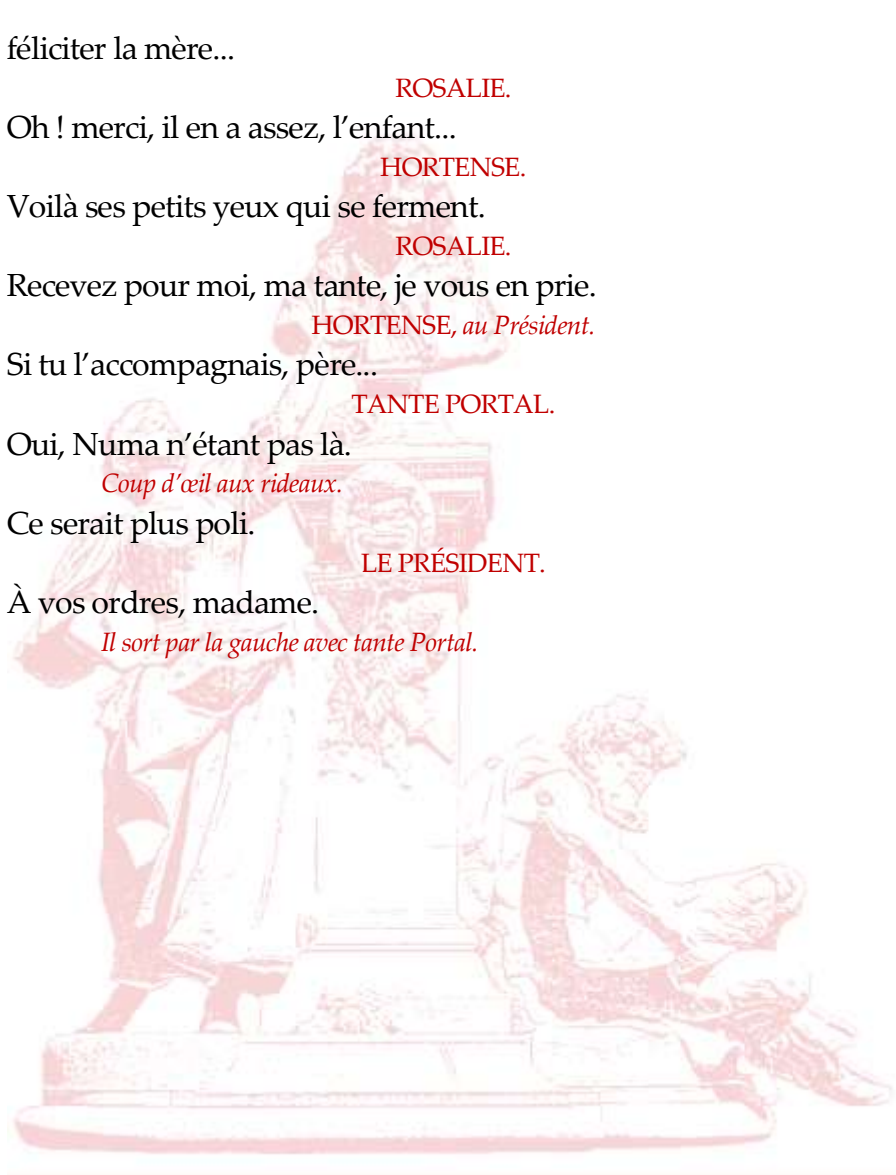 féliciter la mère...
ROSALIE.
Oh ! merci, il en a assez, l’enfant...
HORTENSE.
Voilà ses petits yeux qui se ferment.
ROSALIE.
Recevez pour moi, ma tante, je vous en prie.
HORTENSE, au Président.
Si tu l’accompagnais, père...
TANTE PORTAL.
Oui, Numa n’étant pas là.
Coup d’œil aux rideaux.
Ce serait plus poli.
LE PRÉSIDENT.
À vos ordres, madame.
Il sort par la gauche avec tante Portal.